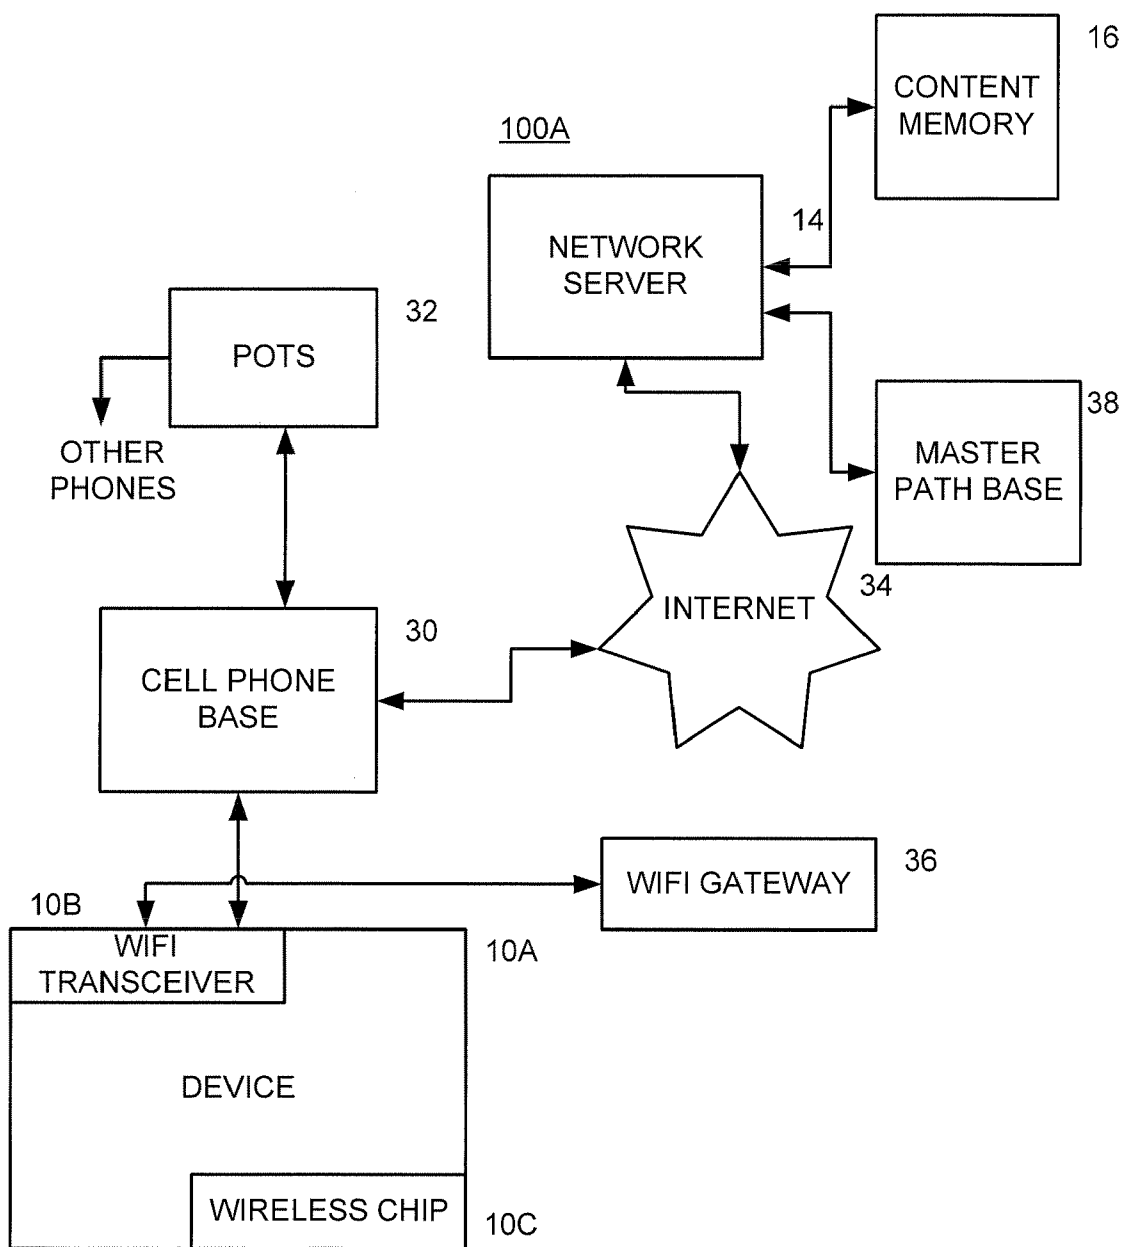 16
CONTENT
MEMORY
100A
14
NETWORK
SERVER
32
POTS
38
OTHER
PHONES
MASTER
PATH BASE
34
INTERNET
30
CELL PHONE
BASE
36
WIFI GATEWAY
10B
WIFI
TRANSCEIVER
10A
DEVICE
WIRELESS CHIP
10C